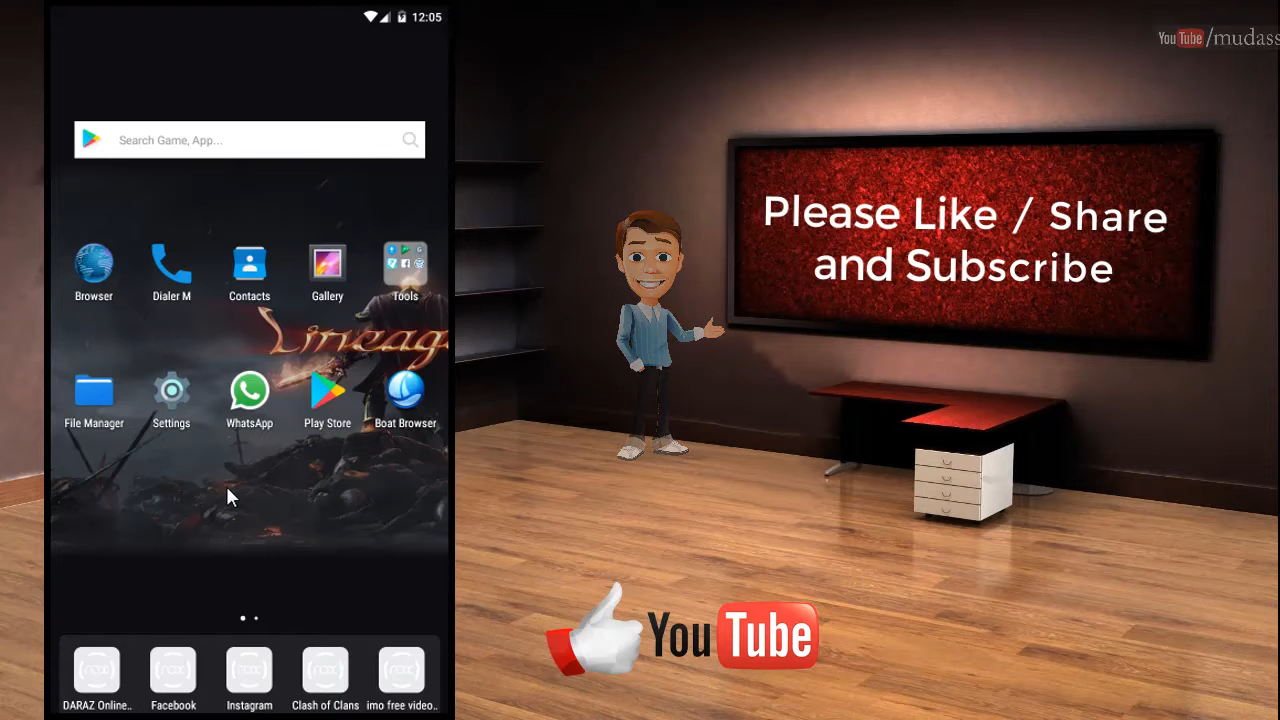 12:05
Search Game, App...
Browser
Dialer M
Contacts
Gallery
Tools
Lineag
File Manager
Settings
WhatsApp
Play Store
Boat Browser
DARAZ Online..
Facebook
Instagram
Clash of Clans
imo free video..
YouTube/mudass
Please Like / Share
and Subscribe
YouTube